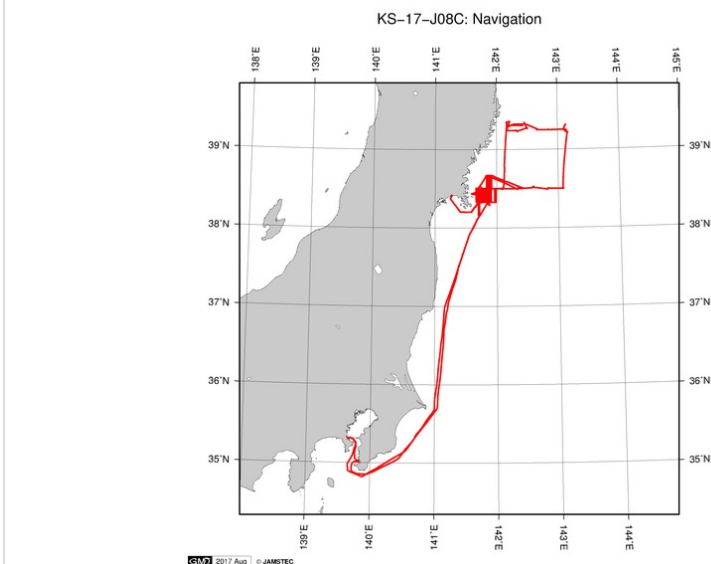 KS-17-J08C: Navigation
138°E 139°E 140°E 141°E 142°E 143°E 144°E 145°E
39°N 39°N
38°N 38°N
37°N 37°N
36°N 36°N
35°N 35°N
139°E 140°E 141°E 142°E 143°E 144°E
GMD 2017 Aug © JAMSTEC